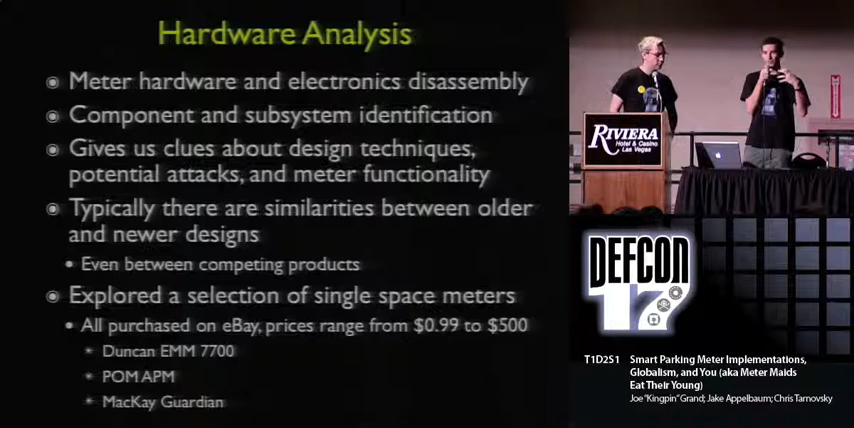 Hardware Analysis
Meter hardware and electronics disassembly
Component and subsystem identification
Gives us clues about design techniques,
potential attacks, and meter functionality
Typically there are similarities between older
and newer designs
Even between competing products
Explored a selection of single space meters
All purchased on eBay, prices range from $0.99 to $500
Duncan EMM 7700
POM APM
MacKay Guardian
RIVIERA
Hotel & Casino
Las Vegas
DEFCON
17
T1D2S1
Smart Parking Meter Implementations,
Globalism, and You (aka Meter Maids
Eat Their Young)
Joe "Kingpin" Grand; Jake Appelbaum; Chris Tarnovsky